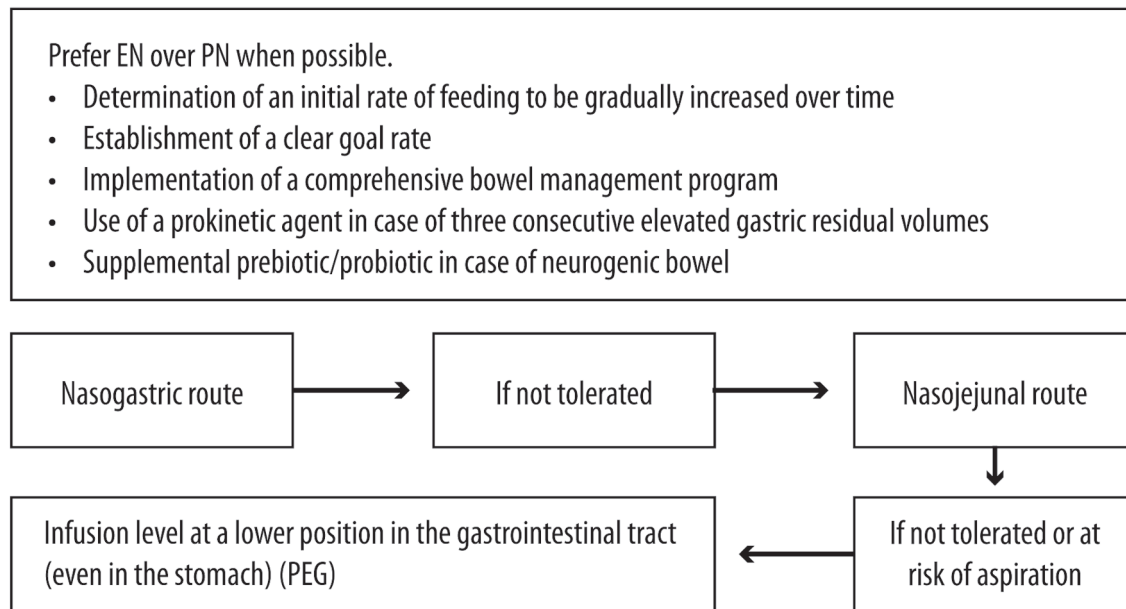 Prefer EN over PN when possible.
• Determination of an initial rate of feeding to be gradually increased over time
• Establishment of a clear goal rate
• Implementation of a comprehensive bowel management program
• Use of a prokinetic agent in case of three consecutive elevated gastric residual volumes
• Supplemental prebiotic/probiotic in case of neurogenic bowel
Nasogastric route
If not tolerated
Nasojejunal route
If not tolerated or at
risk of aspiration
Infusion level at a lower position in the gastrointestinal tract
(even in the stomach) (PEG)